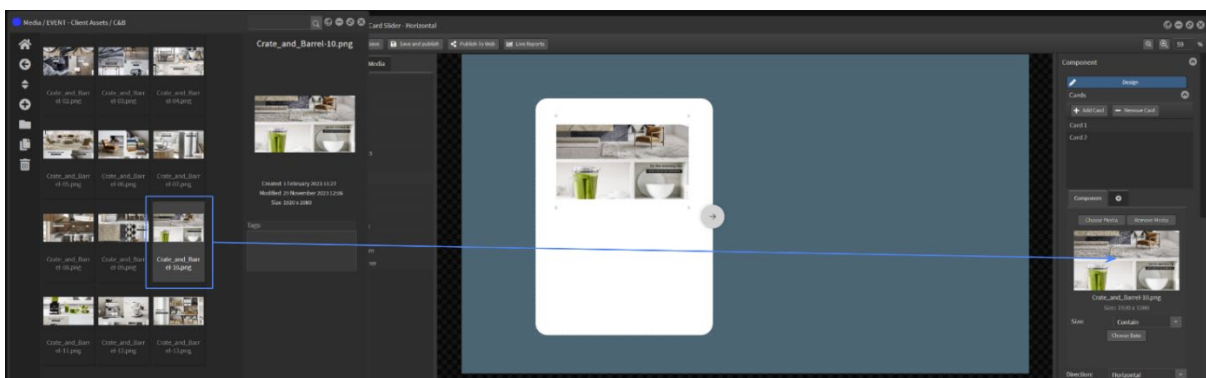 Media / EVENT - Client Assets / C&B
Crate_and_Barr
el-02.png
Crate_and_Barr
el-03.png
Crate_and_Barr
el-04.png
Crate_and_Barr
el-05.png
Crate_and_Barr
el-06.png
Crate_and_Barr
el-07.png
Crate_and_Barr
el-08.png
Crate_and_Barr
el-09.png
Crate_and_Barr
el-10.png
Crate_and_Barr
el-11.png
Crate_and_Barr
el-12.png
Crate_and_Barr
el-13.png
Crate_and_Barrel-10.png
Created: 1 February 2023 11:23
Modified: 29 November 2023 12:06
Size: 1920 x 1080
Tags:
Card Slider - Horizontal
Save and publish
Publish to Web
Live Reports
59 %
Media
Component
Design
Cards
Add Card
Remove Card
Card 1
Card 2
Component
Choose Media
Remove Media
Crate_and_Barrel-10.png
Size: 1920 x 1080
Size:
Contain
Choose Date
Direction:
Horizontal